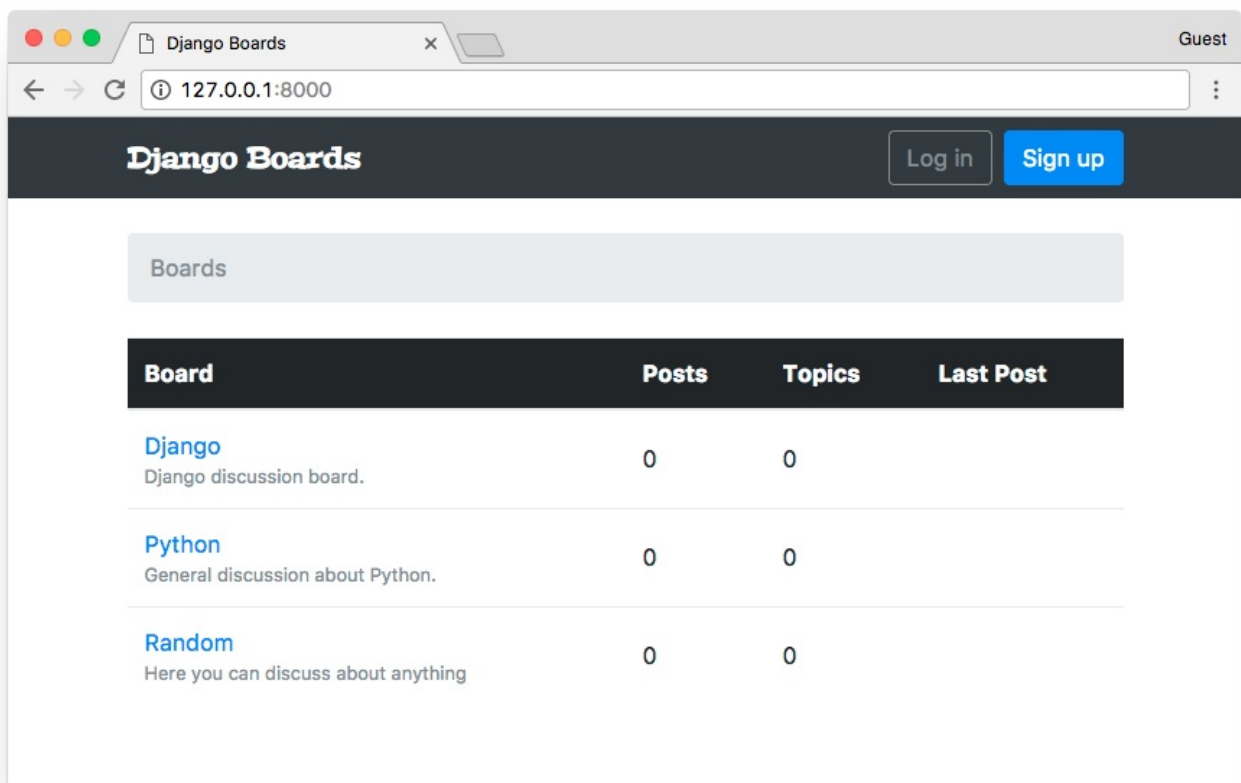 Django Boards
Guest
127.0.0.1:8000
Django Boards
Log in
Sign up
Boards
Board Posts Topics Last Post
Django
Django discussion board.
0 0
Python
General discussion about Python.
0 0
Random
Here you can discuss about anything
0 0